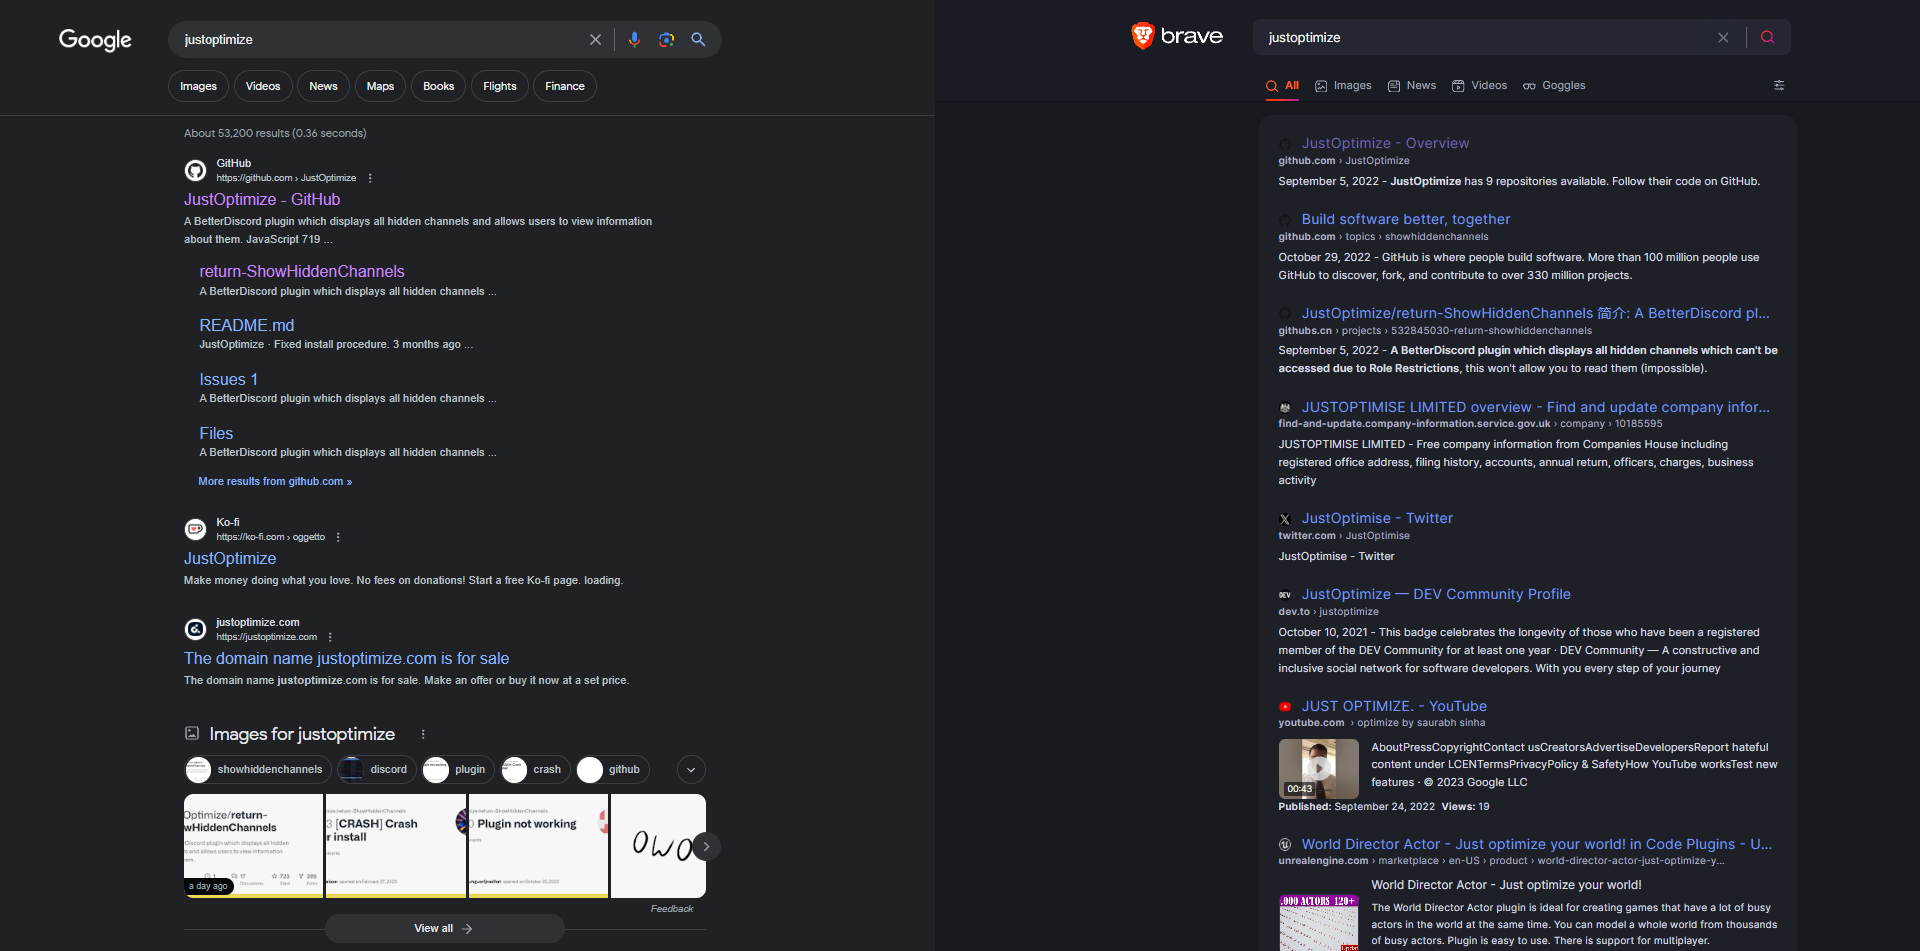 Google
justoptimize
Images
Videos
News
Maps
Books
Flights
Finance
About 53,200 results (0.36 seconds)
GitHub
https://github.com › JustOptimize
JustOptimize - GitHub
A BetterDiscord plugin which displays all hidden channels and allows users to view information
about them. JavaScript 719 ...
return-ShowHiddenChannels
A BetterDiscord plugin which displays all hidden channels ...
README.md
JustOptimize · Fixed install procedure. 3 months ago ...
Issues 1
A BetterDiscord plugin which displays all hidden channels ...
Files
A BetterDiscord plugin which displays all hidden channels ...
More results from github.com »
Ko-fi
https://ko-fi.com › oggetto
JustOptimize
Make money doing what you love. No fees on donations! Start a free Ko-fi page. loading.
justoptimize.com
https://justoptimize.com
The domain name justoptimize.com is for sale
The domain name justoptimize.com is for sale. Make an offer or buy it now at a set price.
Images for justoptimize
showhiddenchannels
discord
plugin
crash
github
Optimize/return-
wHiddenChannels
Discord plugin which displays all hidden
s and allows users to view information
em.
a day ago
return-ShowHiddenChannels
3 [CRASH] Crash
r install
return-ShowHiddenChannels
Plugin not working
OWO
Feedback
View all
brave
justoptimize
All
Images
News
Videos
Goggles
JustOptimize - Overview
github.com › JustOptimize
September 5, 2022 - JustOptimize has 9 repositories available. Follow their code on GitHub.
Build software better, together
github.com › topics › showhiddenchannels
October 29, 2022 - GitHub is where people build software. More than 100 million people use
GitHub to discover, fork, and contribute to over 330 million projects.
JustOptimize/return-ShowHiddenChannels 简介: A BetterDiscord pl...
githubs.cn › projects › 532845030-return-showhiddenchannels
September 5, 2022 - A BetterDiscord plugin which displays all hidden channels which can't be
accessed due to Role Restrictions, this won't allow you to read them (impossible).
JUSTOPTIMISE LIMITED overview - Find and update company infor...
find-and-update.company-information.service.gov.uk › company › 10185595
JUSTOPTIMISE LIMITED - Free company information from Companies House including
registered office address, filing history, accounts, annual return, officers, charges, business
activity
JustOptimise - Twitter
twitter.com › JustOptimise
JustOptimise - Twitter
DEV
JustOptimize — DEV Community Profile
dev.to › justoptimize
October 10, 2021 - This badge celebrates the longevity of those who have been a registered
member of the DEV Community for at least one year · DEV Community — A constructive and
inclusive social network for software developers. With you every step of your journey
JUST OPTIMIZE. - YouTube
youtube.com › optimize by saurabh sinha
AboutPressCopyrightContact usCreatorsAdvertiseDevelopersReport hateful
content under LCENTermsPrivacyPolicy & SafetyHow YouTube worksTest new
features · © 2023 Google LLC
00:43
Published: September 24, 2022 Views: 19
World Director Actor - Just optimize your world! in Code Plugins - U...
unrealengine.com › marketplace › en-US › product › world-director-actor-just-optimize-y...
World Director Actor - Just optimize your world!
.000 ACTORS 120+
The World Director Actor plugin is ideal for creating games that have a lot of busy
actors in the world at the same time. You can model a whole world from thousands
of busy actors. Plugin is easy to use. There is support for multiplayer.